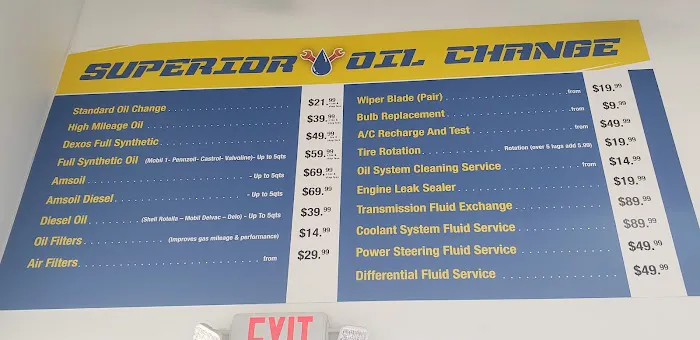 SUPERIOR OIL CHANGE
Standard Oil Change $21.99
High Mileage Oil $39.99
Dexos Full Synthetic $49.99
Full Synthetic Oil (Mobil 1- Pennzoil- Castrol- Valvoline)- Up to 5qts $59.99
Amsoil - Up to 5qts $69.99
Amsoil Diesel - Up to 5qts $69.99
Diesel Oil (Shell Rotella – Mobil Delvac – Delo) - Up To 5qts $39.99
Oil Filters (Improves gas mileage & performance) $14.99
Air Filters from $29.99
Wiper Blade (Pair) from $19.99
Bulb Replacement from $9.99
A/C Recharge And Test from $49.99
Tire Rotation Rotation (over 5 lugs add 5.99) $19.99
Oil System Cleaning Service from $14.99
Engine Leak Sealer $19.99
Transmission Fluid Exchange $89.99
Coolant System Fluid Service $89.99
Power Steering Fluid Service $49.99
Differential Fluid Service $49.99
EXIT